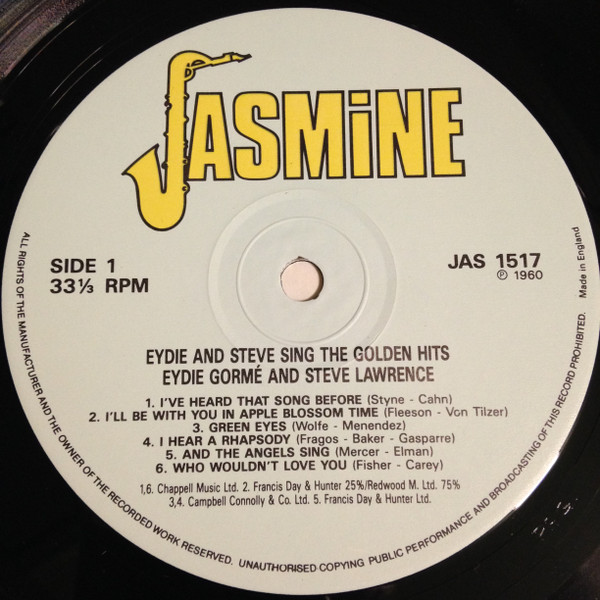 JASMiNE
SIDE 1
33⅓ RPM
JAS 1517
℗ 1960
Made in England
EYDIE AND STEVE SING THE GOLDEN HITS
EYDIE GORMÉ AND STEVE LAWRENCE
1. I'VE HEARD THAT SONG BEFORE (Styne - Cahn)
2. I'LL BE WITH YOU IN APPLE BLOSSOM TIME (Fleeson - Von Tilzer)
3. GREEN EYES (Wolfe - Menendez)
4. I HEAR A RHAPSODY (Fragos - Baker - Gasparre)
5. AND THE ANGELS SING (Mercer - Elman)
6. WHO WOULDN'T LOVE YOU (Fisher - Carey)
1,6. Chappell Music Ltd. 2. Francis Day & Hunter 25%/Redwood M. Ltd. 75%
3,4. Campbell Connolly & Co. Ltd. 5. Francis Day & Hunter Ltd.
ALL RIGHTS OF THE MANUFACTURER AND THE OWNER OF THE RECORDED WORK RESERVED. UNAUTHORISED COPYING PUBLIC PERFORMANCE AND BROADCASTING OF THIS RECORD PROHIBITED.